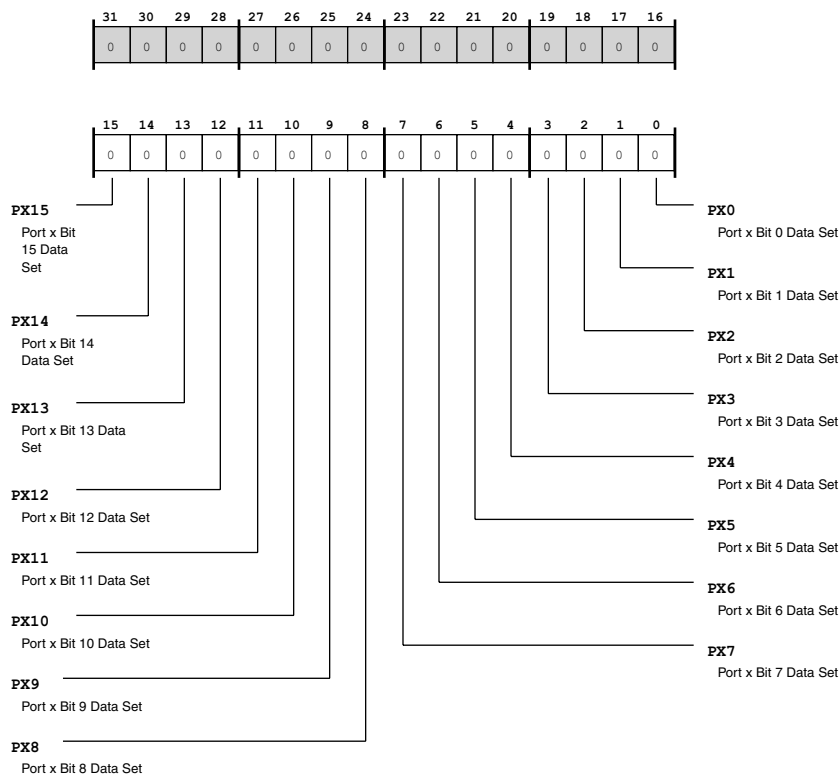 31 30 29 28 27 26 25 24 23 22 21 20 19 18 17 16
0 0 0 0 0 0 0 0 0 0 0 0 0 0 0 0
15 14 13 12 11 10 9 8 7 6 5 4 3 2 1 0
0 0 0 0 0 0 0 0 0 0 0 0 0 0 0 0
PX15
Port x Bit
15 Data
Set
PX14
Port x Bit 14
Data Set
PX13
Port x Bit 13 Data
Set
PX12
Port x Bit 12 Data Set
PX11
Port x Bit 11 Data Set
PX10
Port x Bit 10 Data Set
PX9
Port x Bit 9 Data Set
PX8
Port x Bit 8 Data Set
PX0
Port x Bit 0 Data Set
PX1
Port x Bit 1 Data Set
PX2
Port x Bit 2 Data Set
PX3
Port x Bit 3 Data Set
PX4
Port x Bit 4 Data Set
PX5
Port x Bit 5 Data Set
PX6
Port x Bit 6 Data Set
PX7
Port x Bit 7 Data Set